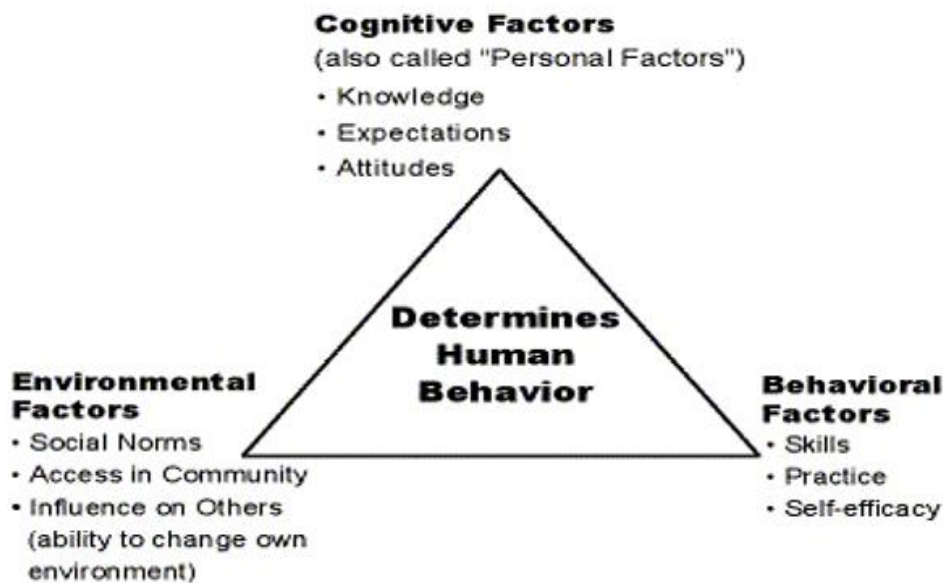 Cognitive Factors
(also called "Personal Factors")
• Knowledge
• Expectations
• Attitudes
Determines
Human
Behavior
Environmental
Factors
• Social Norms
• Access in Community
• Influence on Others
(ability to change own
environment)
Behavioral
Factors
• Skills
• Practice
• Self-efficacy